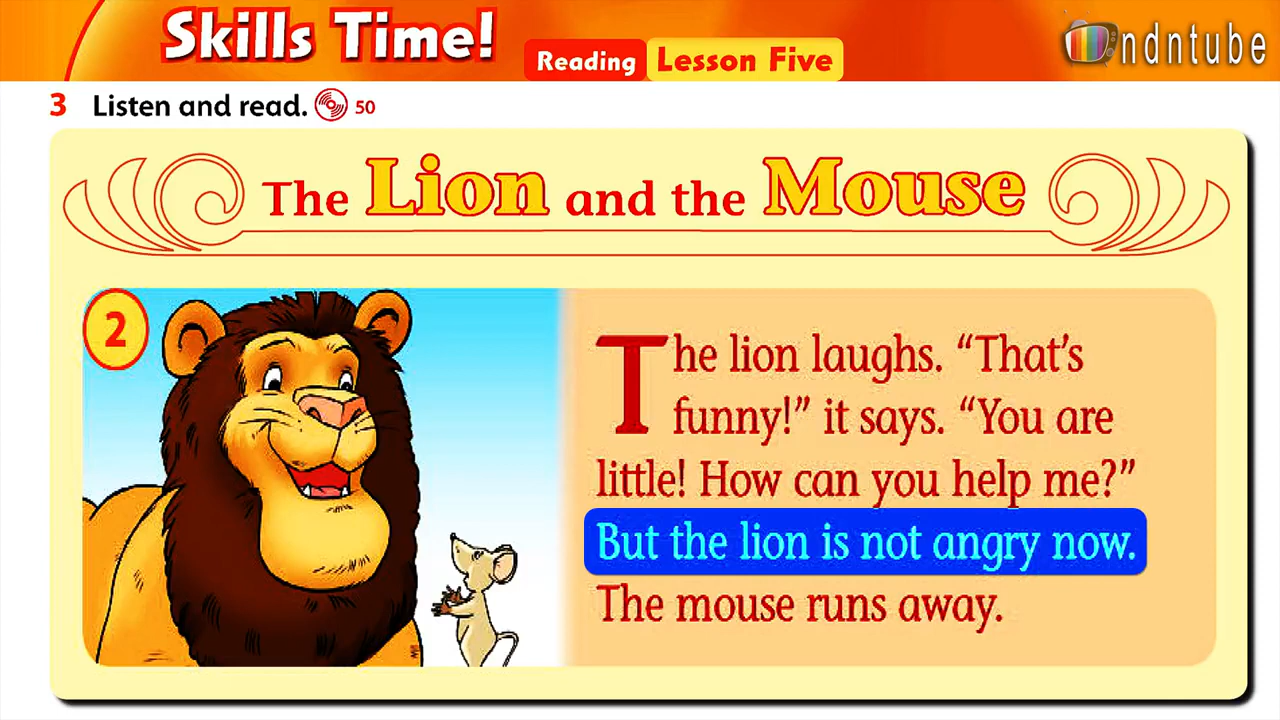 Skills Time!
Reading Lesson Five
ndntube
3 Listen and read. 50
The Lion and the Mouse
2
The lion laughs. “That’s
funny!” it says. “You are
little! How can you help me?”
But the lion is not angry now.
The mouse runs away.